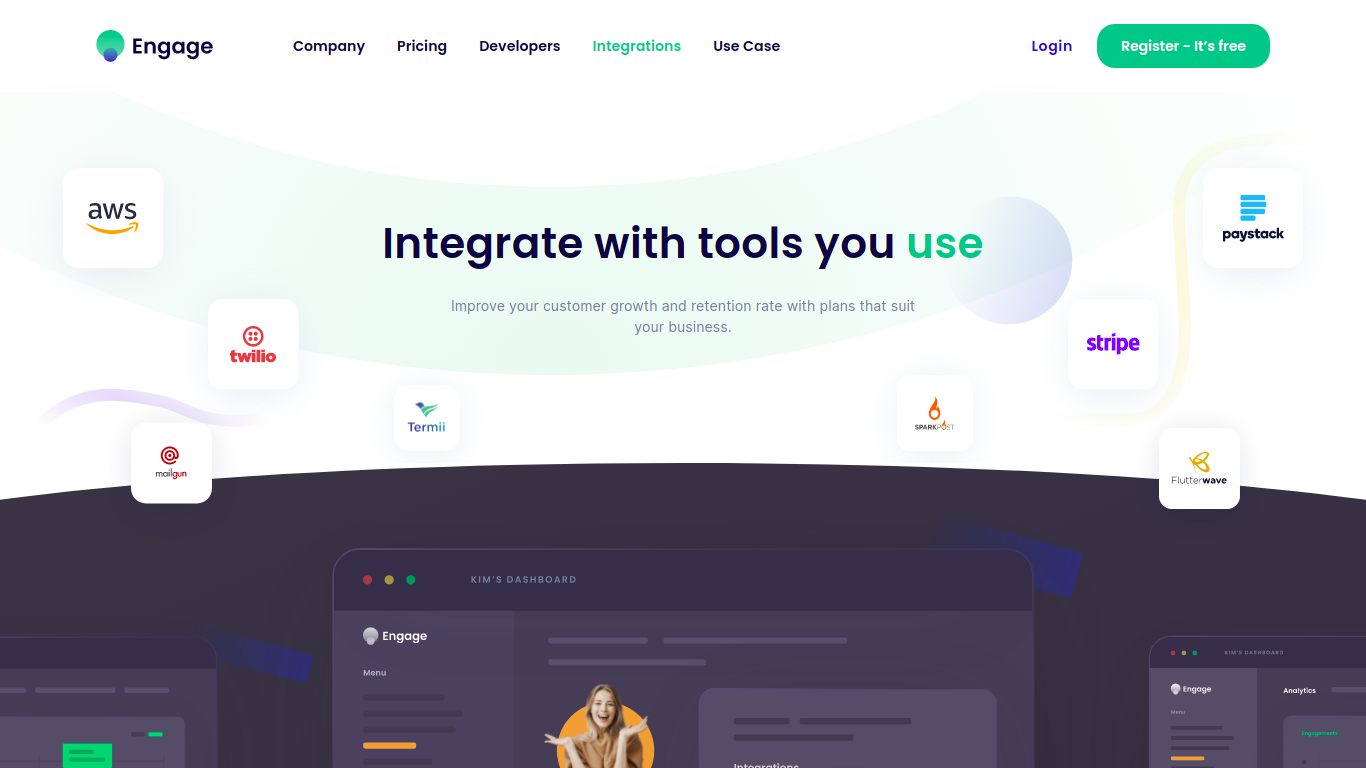 Engage
Company
Pricing
Developers
Integrations
Use Case
Login
Register - It's free
aws
paystack
Integrate with tools you use
Improve your customer growth and retention rate with plans that suit
your business.
twilio
stripe
Termii
SPARKPOST
mailgun
Flutterwave
KIM'S DASHBOARD
Engage
Menu
Integrations
KIM'S DASHBOARD
Engage
Analytics
Menu
Engagements